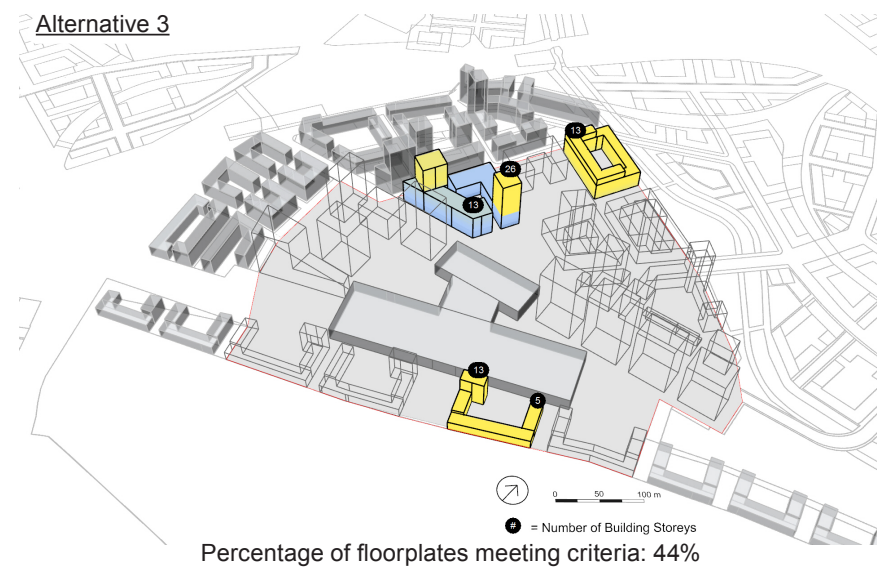 Alternative 3
13
26
13
13
5
0 50 100 m
# = Number of Building Storeys
Percentage of floorplates meeting criteria: 44%